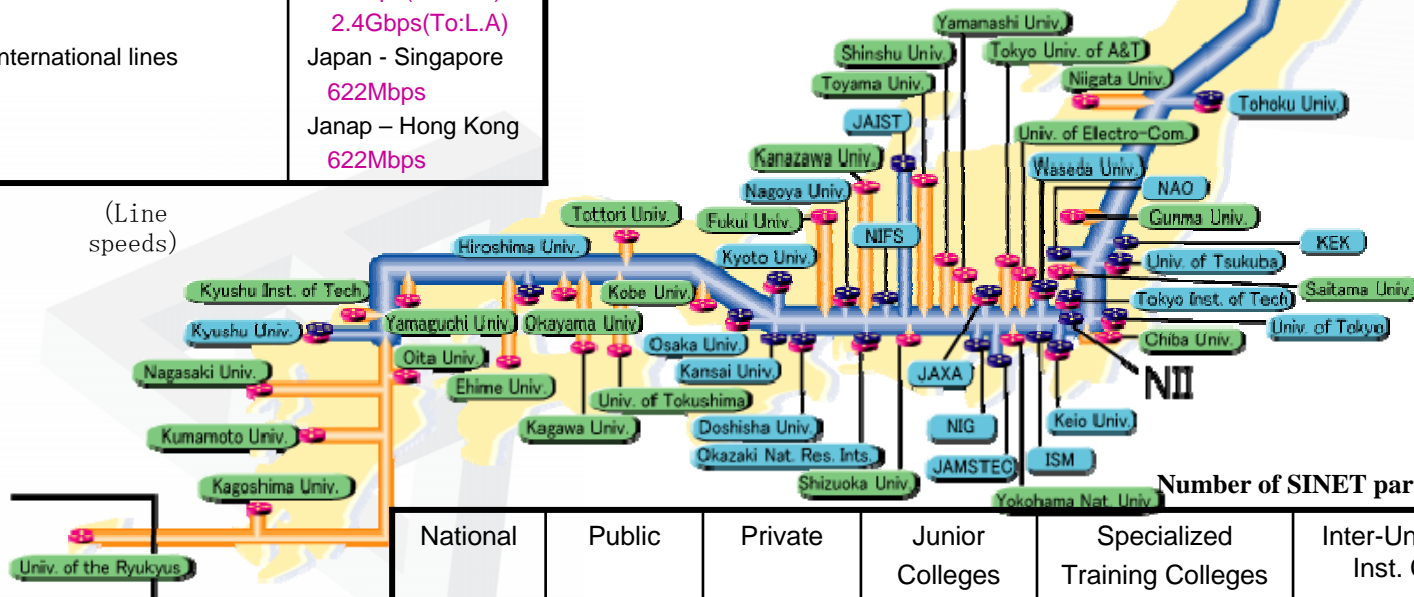 2.4Gbps(To:L.A)
nternational lines
Japan - Singapore
622Mbps
Janap – Hong Kong
622Mbps
(Line
speeds)
Yamanashi Univ.
Shinshu Univ.
Tokyo Univ. of A&T
Toyama Univ.
Niigata Univ.
Tohoku Univ.
JAIST
Univ. of Electro-Com.
Kanazawa Univ.
Waseda Univ.
Nagoya Univ.
NAO
Tottori Univ.
Fukui Univ.
Gunma Univ.
Hiroshima Univ.
NIFS
KEK
Kyoto Univ.
Univ. of Tsukuba
Kyushu Inst. of Tech.
Kobe Univ.
Saitama Univ.
Tokyo Inst. of Tech
Kyushu Univ.
Yamaguchi Univ
Okayama Univ
Univ. of Tokyo
Osaka Univ.
Chiba Univ.
Oita Univ.
Nagasaki Univ.
Kansai Univ.
JAXA
NII
Ehime Univ.
Univ. of Tokushima
Kagawa Univ.
Doshisha Univ.
NIG
Keio Univ.
Kumamoto Univ.
Okazaki Nat. Res. Ints.
JAMSTEC
ISM
Kagoshima Univ.
Shizuoka Univ.
Yokohama Nat. Univ.
Number of SINET par
Univ. of the Ryukyus
National
Public
Private
Junior
Colleges
Specialized
Training Colleges
Inter-Un
Inst.